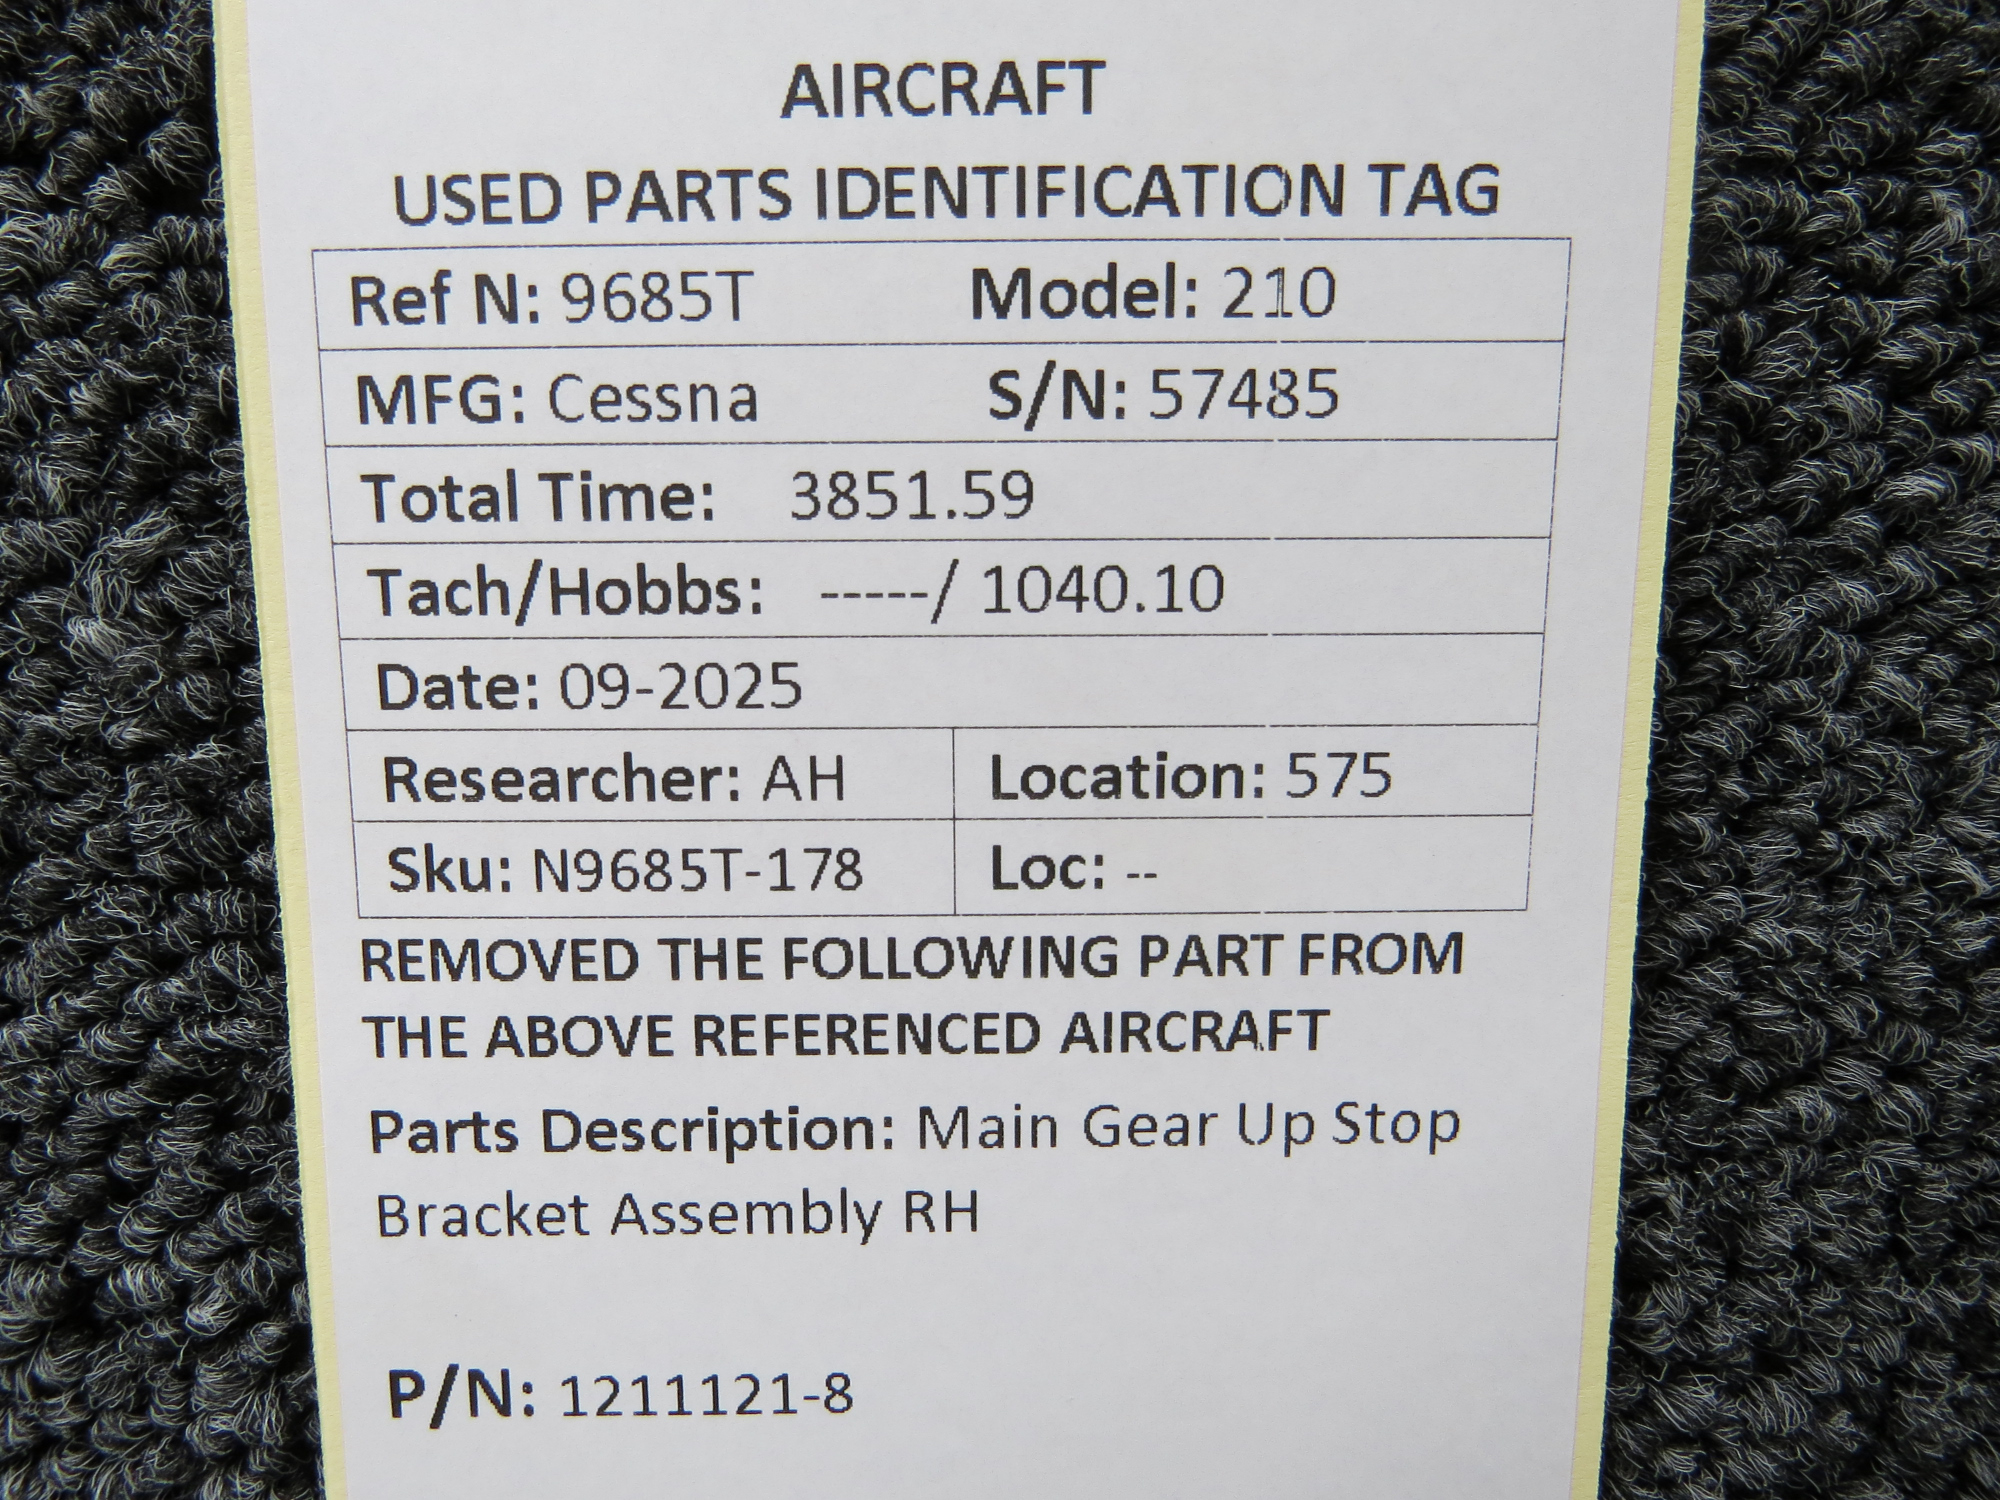 AIRCRAFT
USED PARTS IDENTIFICATION TAG
Ref N: 9685T Model: 210
MFG: Cessna S/N: 57485
Total Time: 3851.59
Tach/Hobbs: -----/ 1040.10
Date: 09-2025
Researcher: AH Location: 575
Sku: N9685T-178 Loc: --
REMOVED THE FOLLOWING PART FROM
THE ABOVE REFERENCED AIRCRAFT
Parts Description: Main Gear Up Stop
Bracket Assembly RH
P/N: 1211121-8